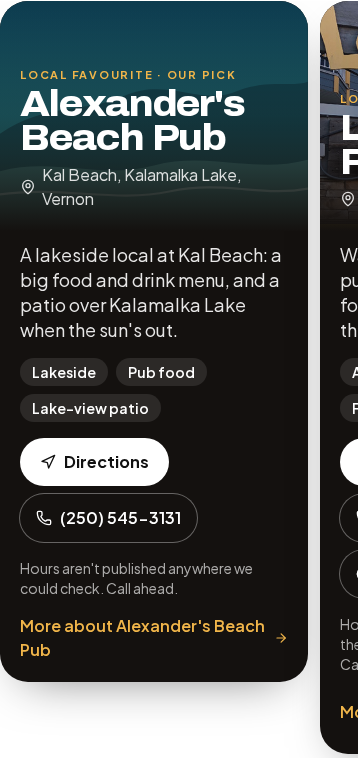 LOCAL FAVOURITE · OUR PICK
Alexander's
Beach Pub
Kal Beach, Kalamalka Lake,
Vernon
A lakeside local at Kal Beach: a
big food and drink menu, and a
patio over Kalamalka Lake
when the sun's out.
Lakeside
Pub food
Lake-view patio
Directions
(250) 545-3131
Hours aren't published anywhere we
could check. Call ahead.
More about Alexander's Beach
Pub